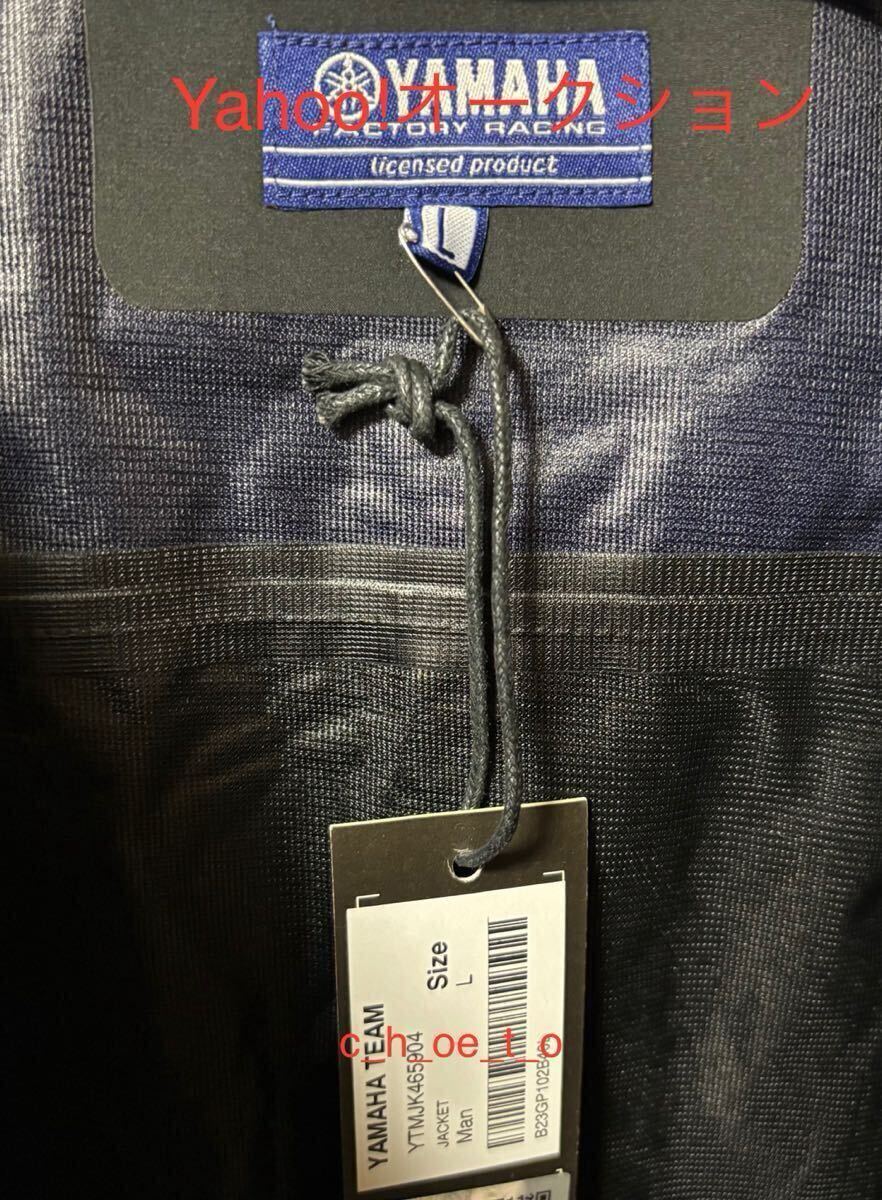 YAMAHA
Yahoo!オークション
FACTORY RACING
licensed product
L
YAMAHA TEAM
YTMJK465904
JACKET
Size
Man
L
c_h_oe_t_o